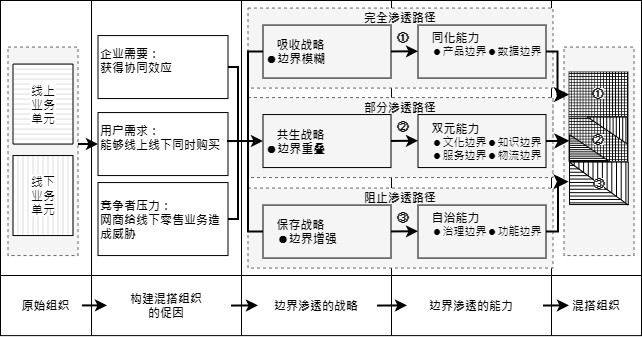 线上
业务
单元
线下
业务
单元
企业需要：
获得协同效应
用户需求：
能够线上线下同时购买
竞争者压力：
网商给线下零售业务造
成威胁
完全渗透路径
吸收战略
●边界模糊
①
同化能力
●产品边界●数据边界
部分渗透路径
共生战略
●边界重叠
②
双元能力
●文化边界●知识边界
●服务边界●物流边界
阻止渗透路径
保存战略
●边界增强
③
自治能力
●治理边界●功能边界
①
②
③
原始组织
构建混搭组织
的促因
边界渗透的战略
边界渗透的能力
混搭组织